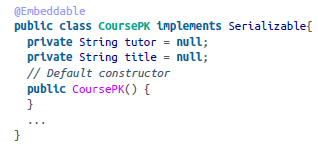 @Embeddable
public class CoursePK implements Serializable{
  private String tutor = null;
  private String title = null;
  // Default constructor
  public CoursePK() {
  }
  ...
}